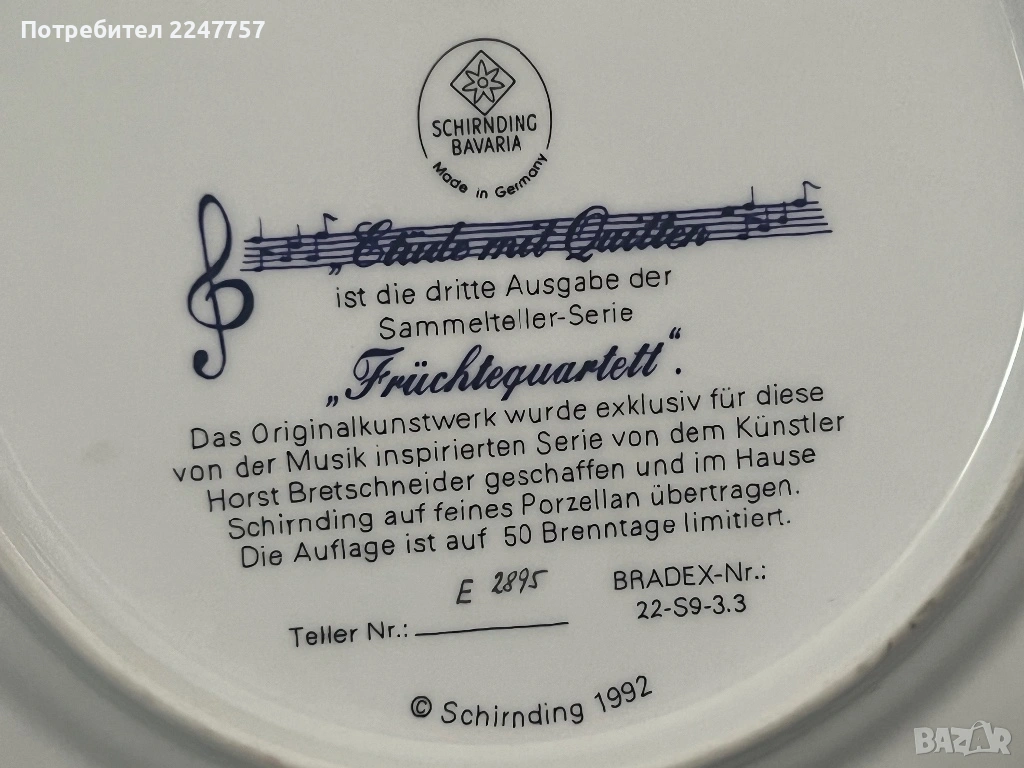 Потребител 2247757
SCHIRNDING
BAVARIA
Made in Germany
„Etüde mit Quitten"
ist die dritte Ausgabe der
Sammelteller-Serie
„Früchtequartett“.
Das Originalkunstwerk wurde exklusiv für diese
von der Musik inspirierten Serie von dem Künstler
Horst Bretschneider geschaffen und im Hause
Schirnding auf feines Porzellan übertragen.
Die Auflage ist auf 50 Brenntage limitiert.
E 2895
Teller Nr.:
BRADEX-Nr.:
22-S9-3.3
© Schirnding 1992
BAZAR